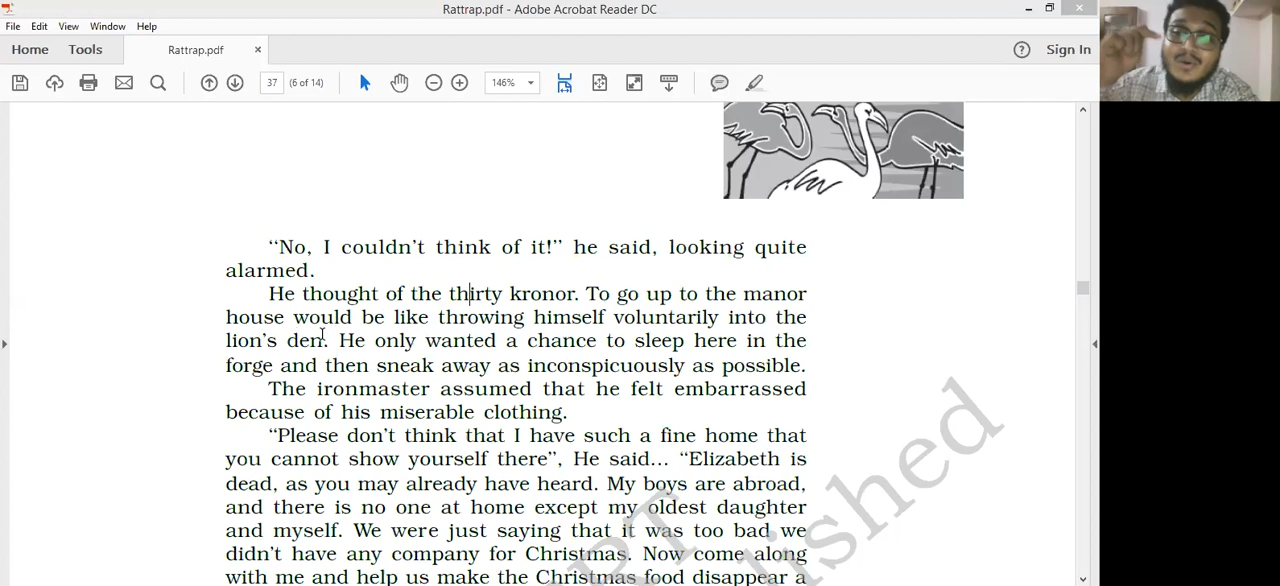 Rattrap.pdf - Adobe Acrobat Reader DC
File Edit View Window Help
Home Tools Rattrap.pdf × Sign In
37 (6 of 14) 146%
“No, I couldn’t think of it!” he said, looking quite
alarmed.
He thought of the thirty kronor. To go up to the manor
house would be like throwing himself voluntarily into the
lion’s den. He only wanted a chance to sleep here in the
forge and then sneak away as inconspicuously as possible.
The ironmaster assumed that he felt embarrassed
because of his miserable clothing.
“Please don’t think that I have such a fine home that
you cannot show yourself there”, He said... “Elizabeth is
dead, as you may already have heard. My boys are abroad,
and there is no one at home except my oldest daughter
and myself. We were just saying that it was too bad we
didn’t have any company for Christmas. Now come along
with me and help us make the Christmas food disappear a